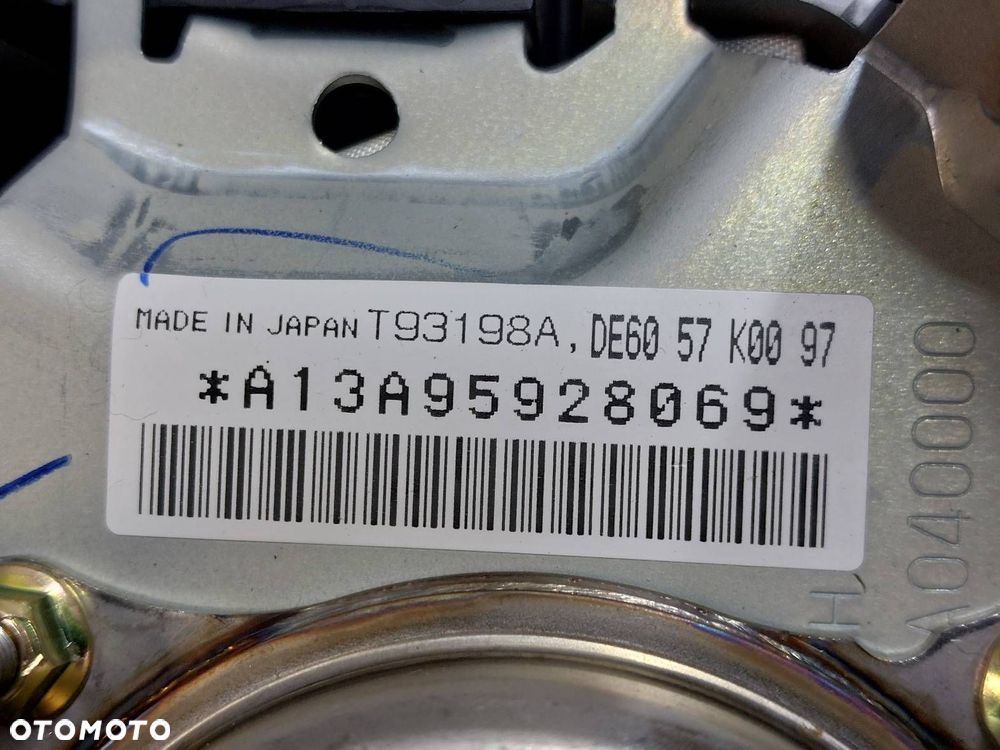 MADE IN JAPAN T93198A, DE60 57 K00 97
*A13A95928069*
H A040000
OTOMOTO